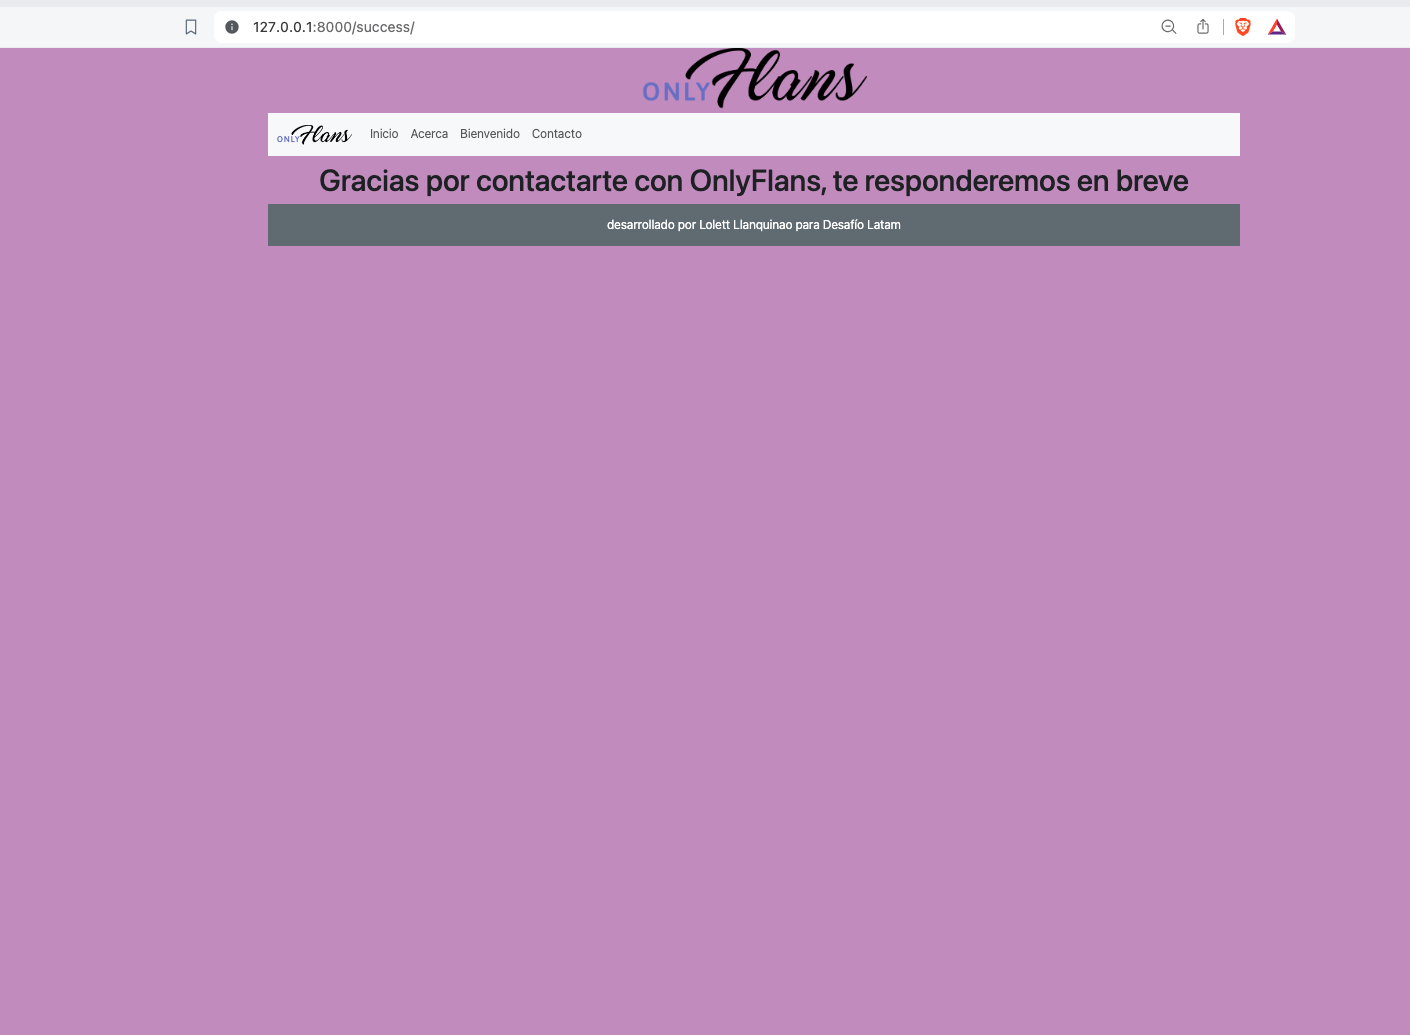 127.0.0.1:8000/success/
ONLY Flans
ONLY Flans Inicio Acerca Bienvenido Contacto
Gracias por contactarte con OnlyFlans, te responderemos en breve
desarrollado por Lolett Llanquinao para Desafío Latam